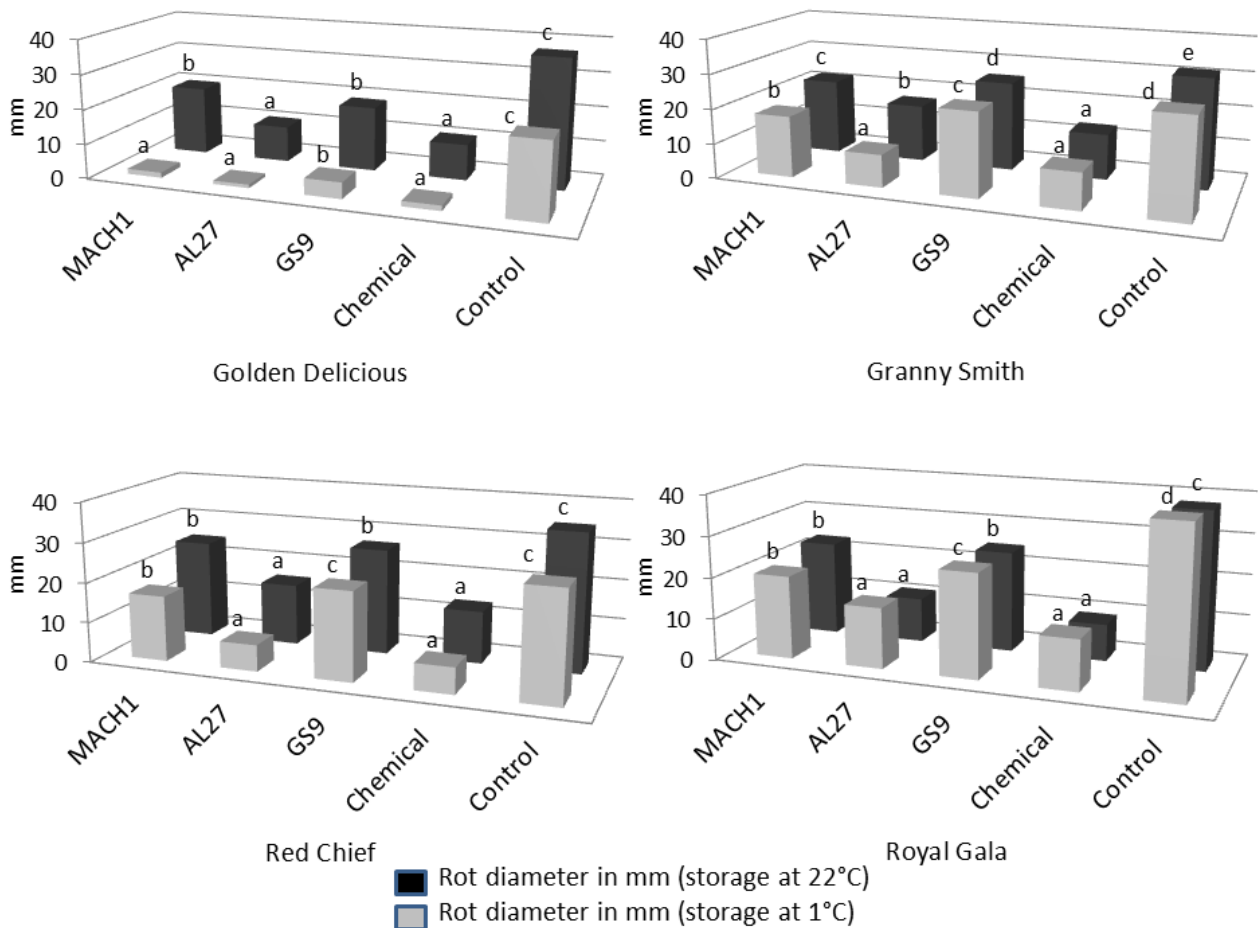 40
30
20
10
0
mm
b
a
b
a
c
a
a
b
a
c
MACH1
AL27
GS9
Chemical
Control
Golden Delicious
40
30
20
10
0
mm
c
b
d
a
e
b
a
c
a
d
MACH1
AL27
GS9
Chemical
Control
Granny Smith
40
30
20
10
0
mm
b
a
b
a
c
b
a
c
a
c
MACH1
AL27
GS9
Chemical
Control
Red Chief
40
30
20
10
0
mm
b
a
b
a
c
b
a
c
a
d
MACH1
AL27
GS9
Chemical
Control
Royal Gala
Rot diameter in mm (storage at 22°C)
Rot diameter in mm (storage at 1°C)